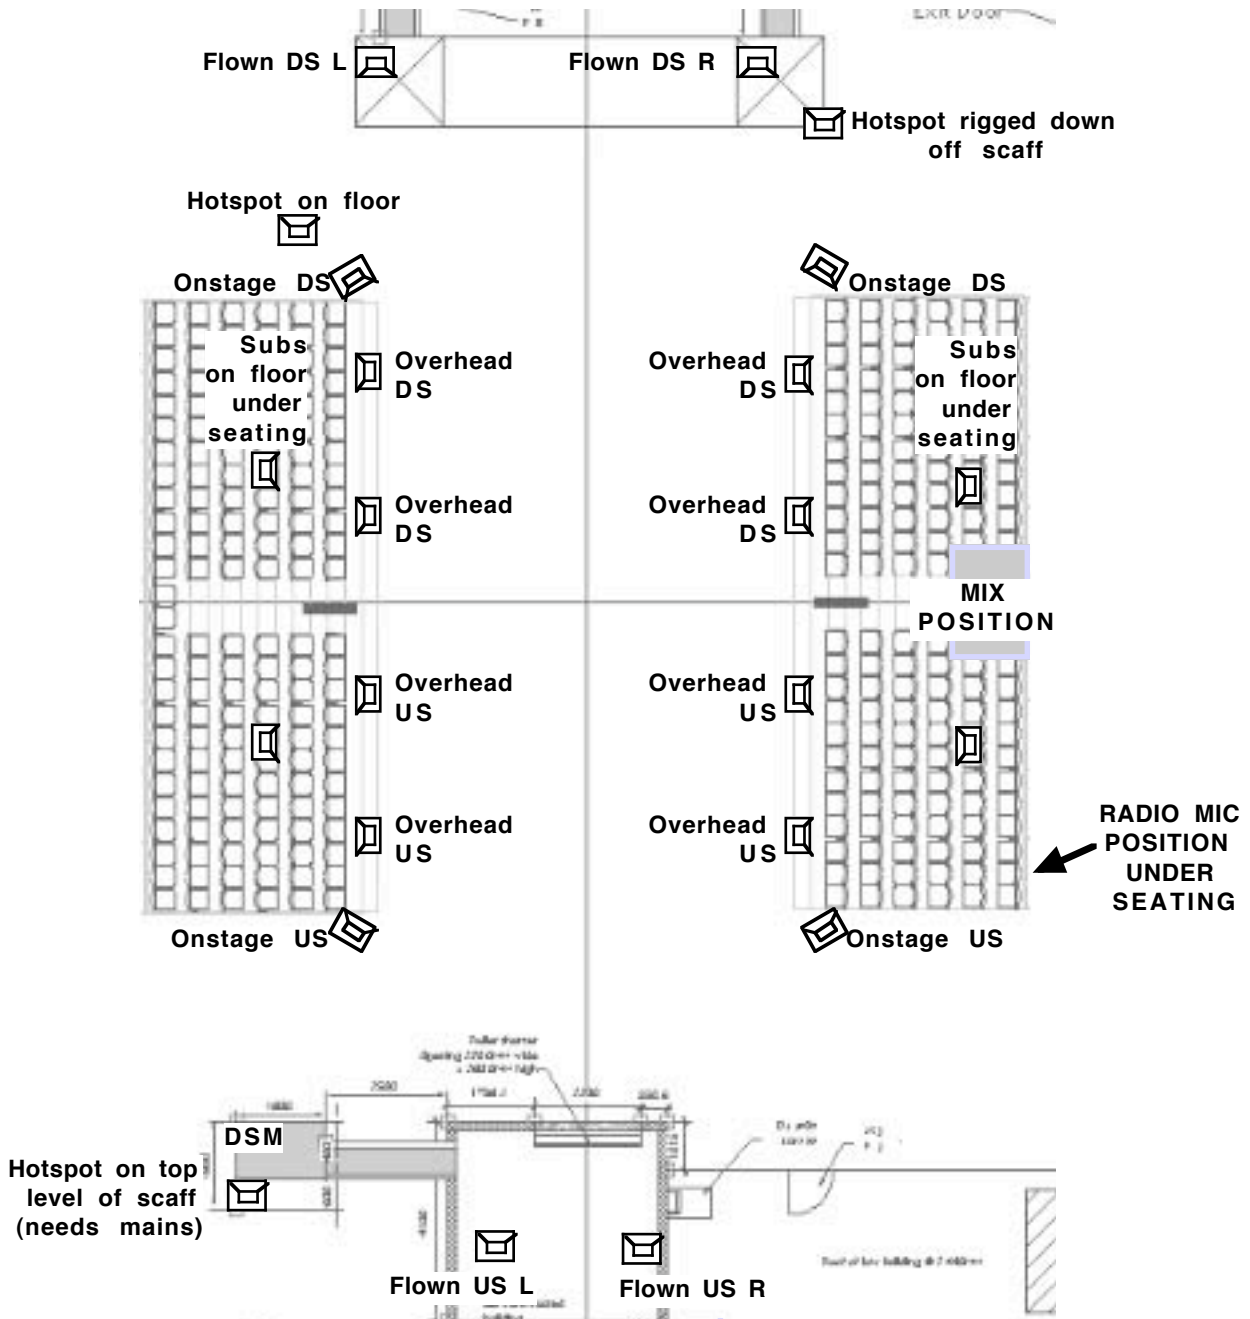 Exit Door
Flown DS L
Flown DS R
Hotspot rigged down
off scaff
Hotspot on floor
Onstage DS
Onstage DS
Subs
on floor
under
seating
Subs
on floor
under
seating
Overhead
DS
Overhead
DS
Overhead
DS
Overhead
DS
MIX
POSITION
Overhead
US
Overhead
US
Overhead
US
Overhead
US
RADIO MIC
POSITION
UNDER
SEATING
Onstage US
Onstage US
DSM
Hotspot on top
level of scaff
(needs mains)
Flown US L
Flown US R